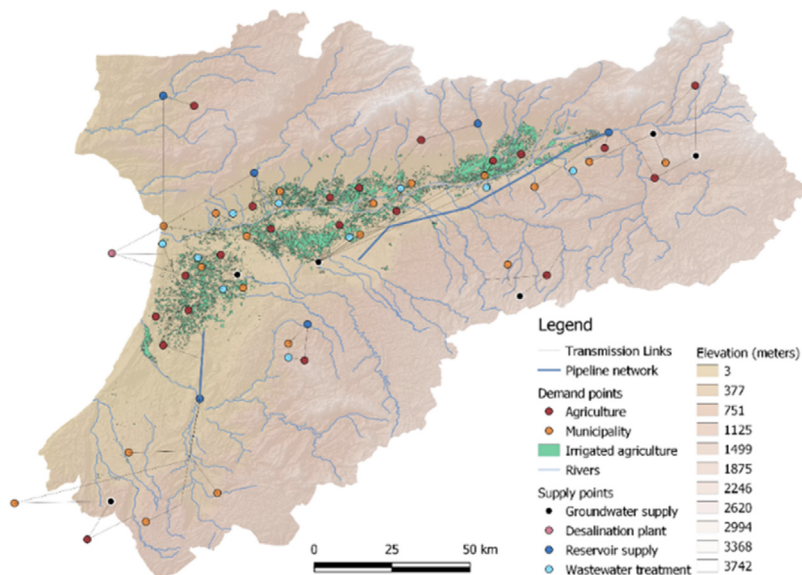 Legend
Transmission Links
Pipeline network
Demand points
Agriculture
Municipality
Irrigated agriculture
Rivers
Supply points
Groundwater supply
Desalination plant
Reservoir supply
Wastewater treatment
Elevation (meters)
3
377
751
1125
1499
1875
2246
2620
2994
3368
3742
0 25 50 km